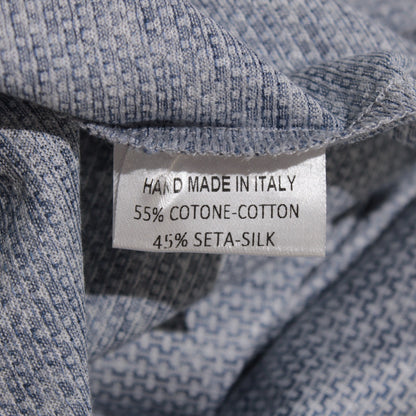 HAND MADE IN ITALY
55% COTONE-COTTON
45% SETA-SILK